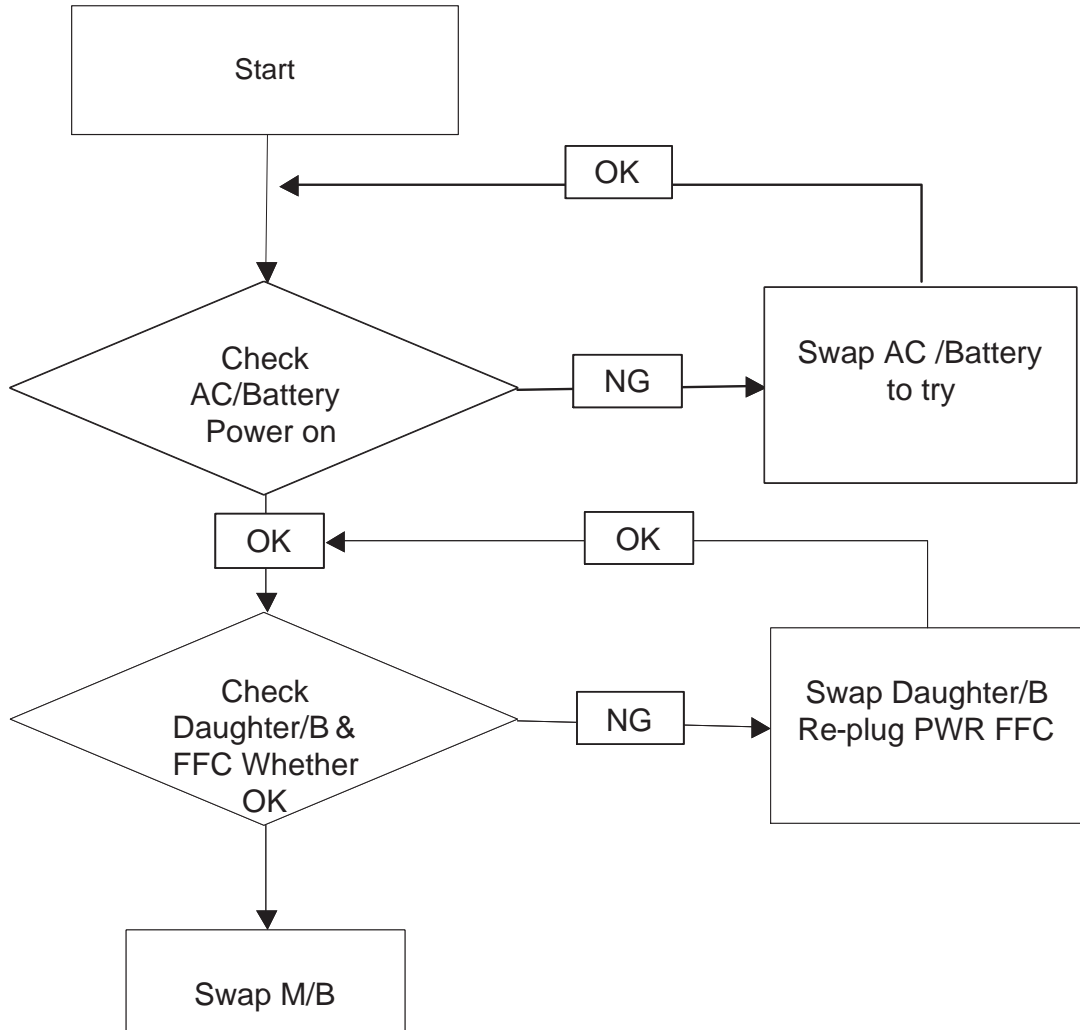 Start
OK
Check
AC/Battery
Power on
NG
Swap AC /Battery
to try
OK
OK
Check
Daughter/B &
FFC Whether
OK
NG
Swap Daughter/B
Re-plug PWR FFC
Swap M/B